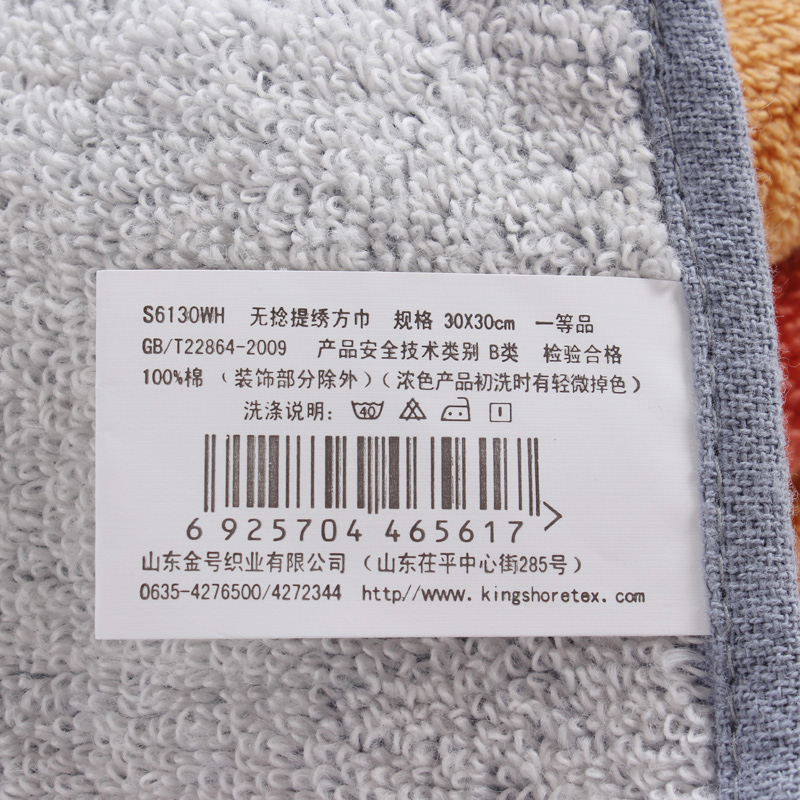 S6130WH 无捻提绣方巾 规格 30X30cm 一等品
GB/T22864-2009 产品安全技术类别 B类 检验合格
100%棉（装饰部分除外）（浓色产品初洗时有轻微掉色）
洗涤说明: 40
6 925704 465617 >
山东金号织业有限公司（山东茌平中心街285号）
0635-4276500/4272344 http//www.kingshoretex.com